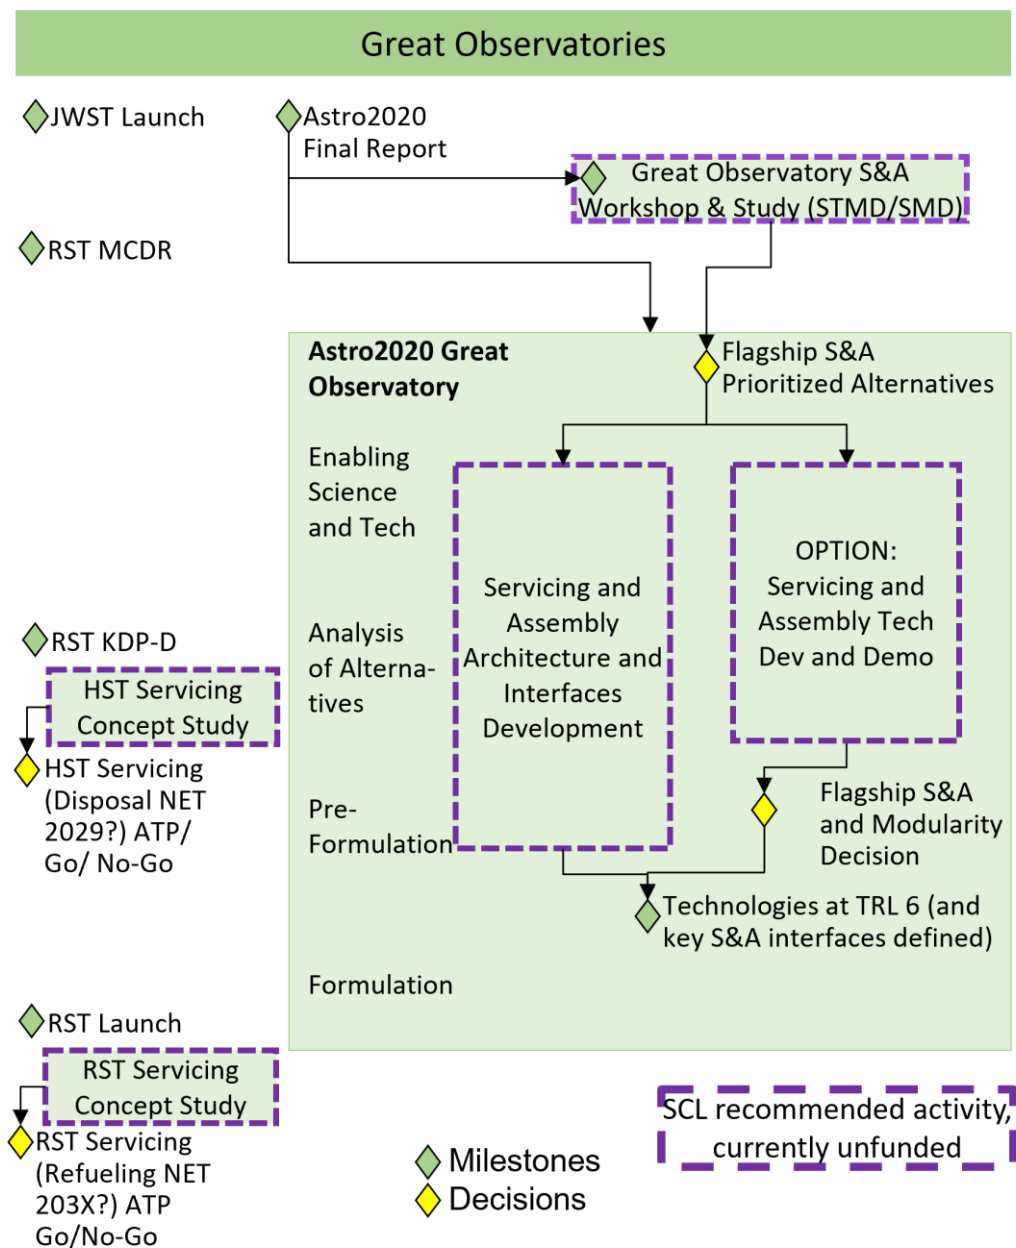 Great Observatories
JWST Launch
Astro2020
Final Report
Great Observatory S&A
Workshop & Study (STMD/SMD)
RST MCDR
Astro2020 Great
Observatory
Flagship S&A
Prioritized Alternatives
Enabling
Science
and Tech
Servicing and
Assembly
Architecture and
Interfaces
Development
OPTION:
Servicing and
Assembly Tech
Dev and Demo
Analysis
of Alterna-
tives
RST KDP-D
HST Servicing
Concept Study
HST Servicing
(Disposal NET
2029?) ATP/
Go/ No-Go
Pre-
Formulation
Flagship S&A
and Modularity
Decision
Technologies at TRL 6 (and
key S&A interfaces defined)
Formulation
RST Launch
RST Servicing
Concept Study
RST Servicing
(Refueling NET
203X?) ATP
Go/No-Go
Milestones
Decisions
SCL recommended activity,
currently unfunded